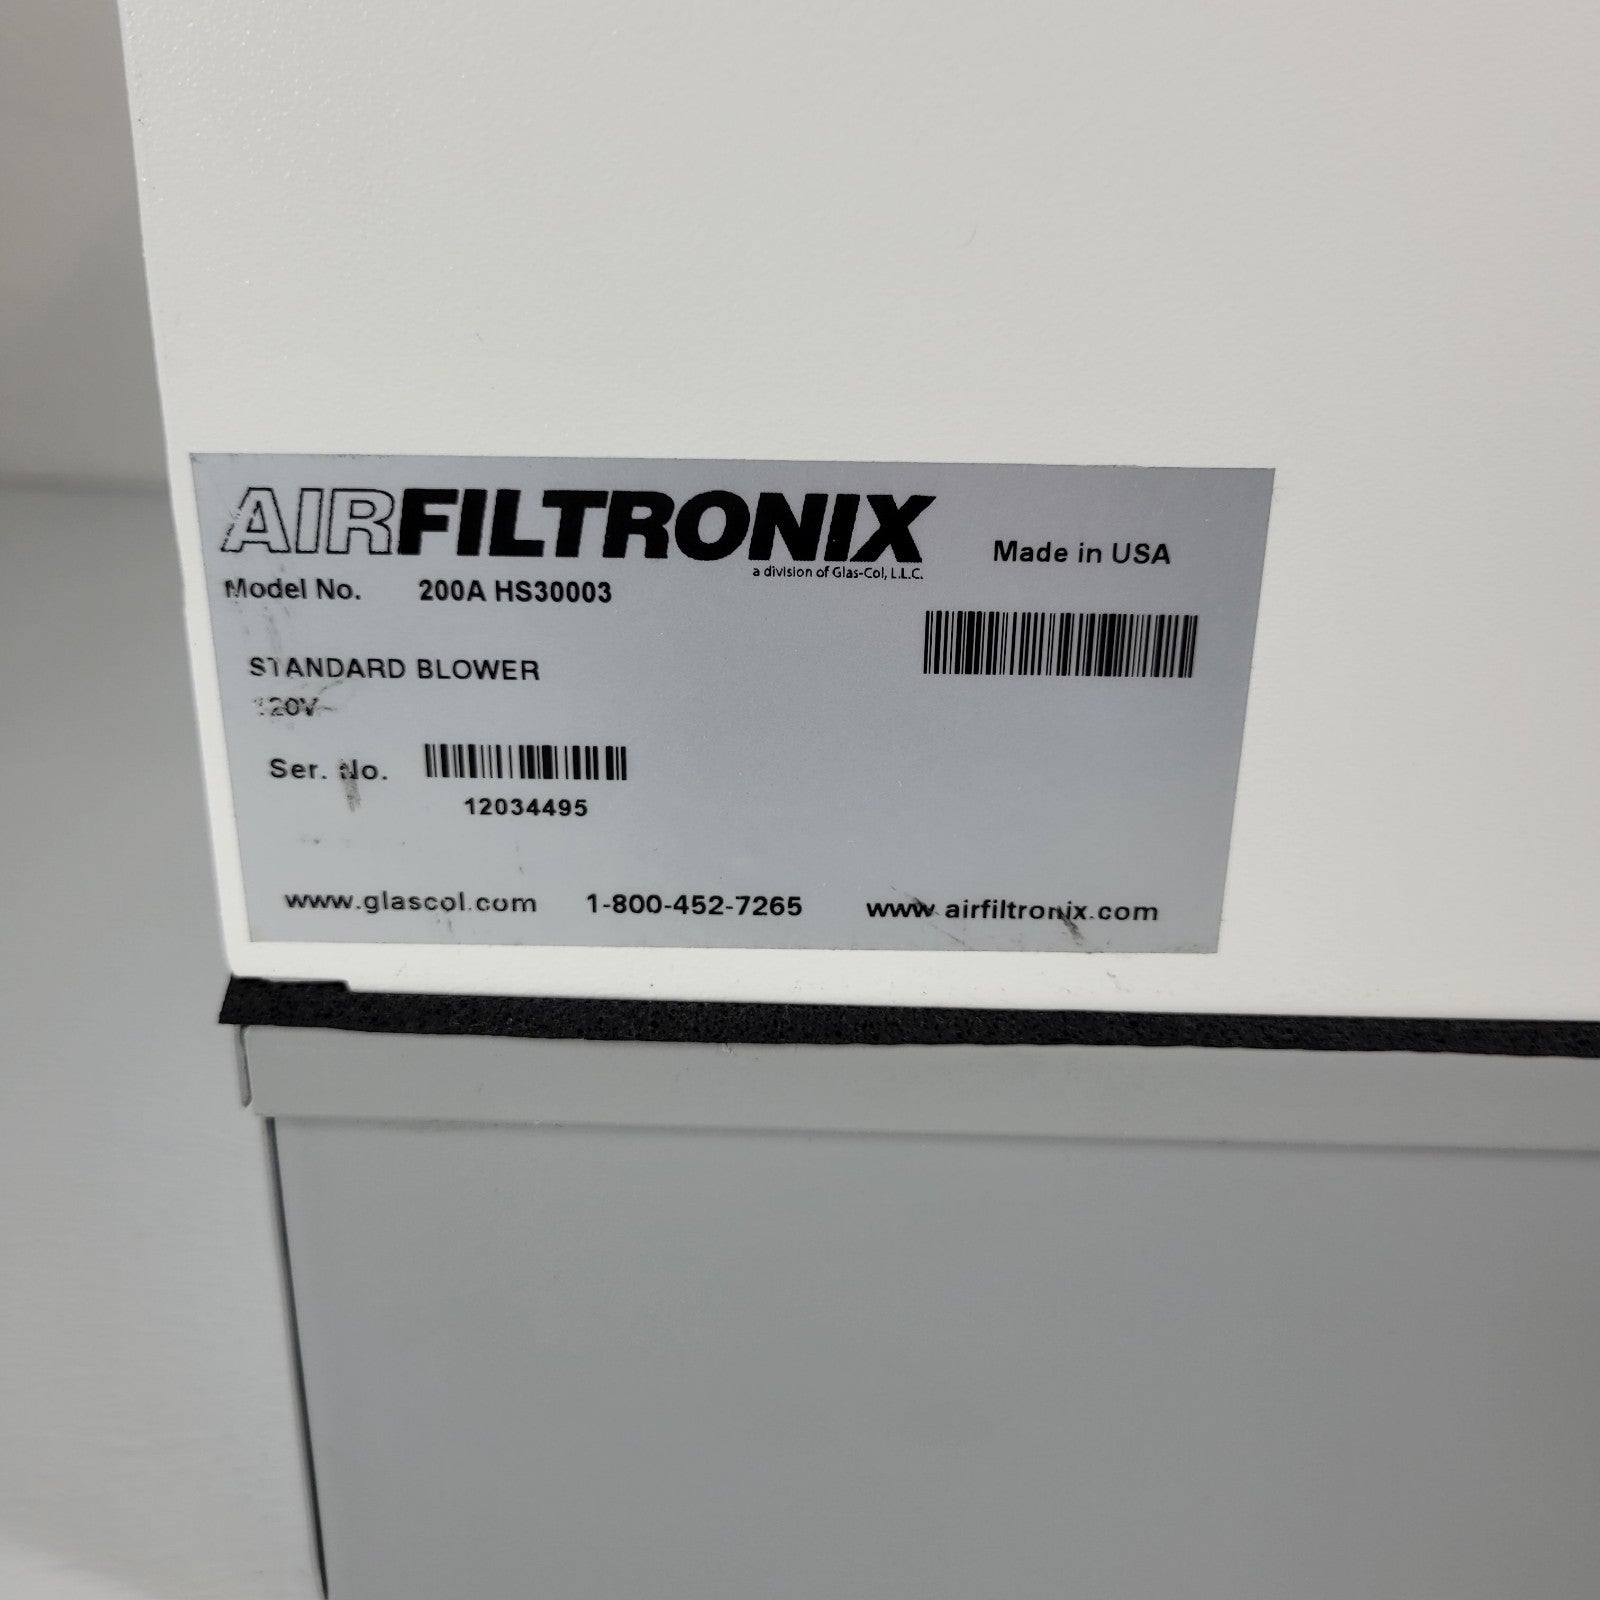 AIRFILTRONIX
a division of Glas-Col, L.L.C.
Made in USA
Model No. 200A HS30003
STANDARD BLOWER
120V~
Ser. No.
12034495
www.glascol.com 1-800-452-7265 www.airfiltronix.com